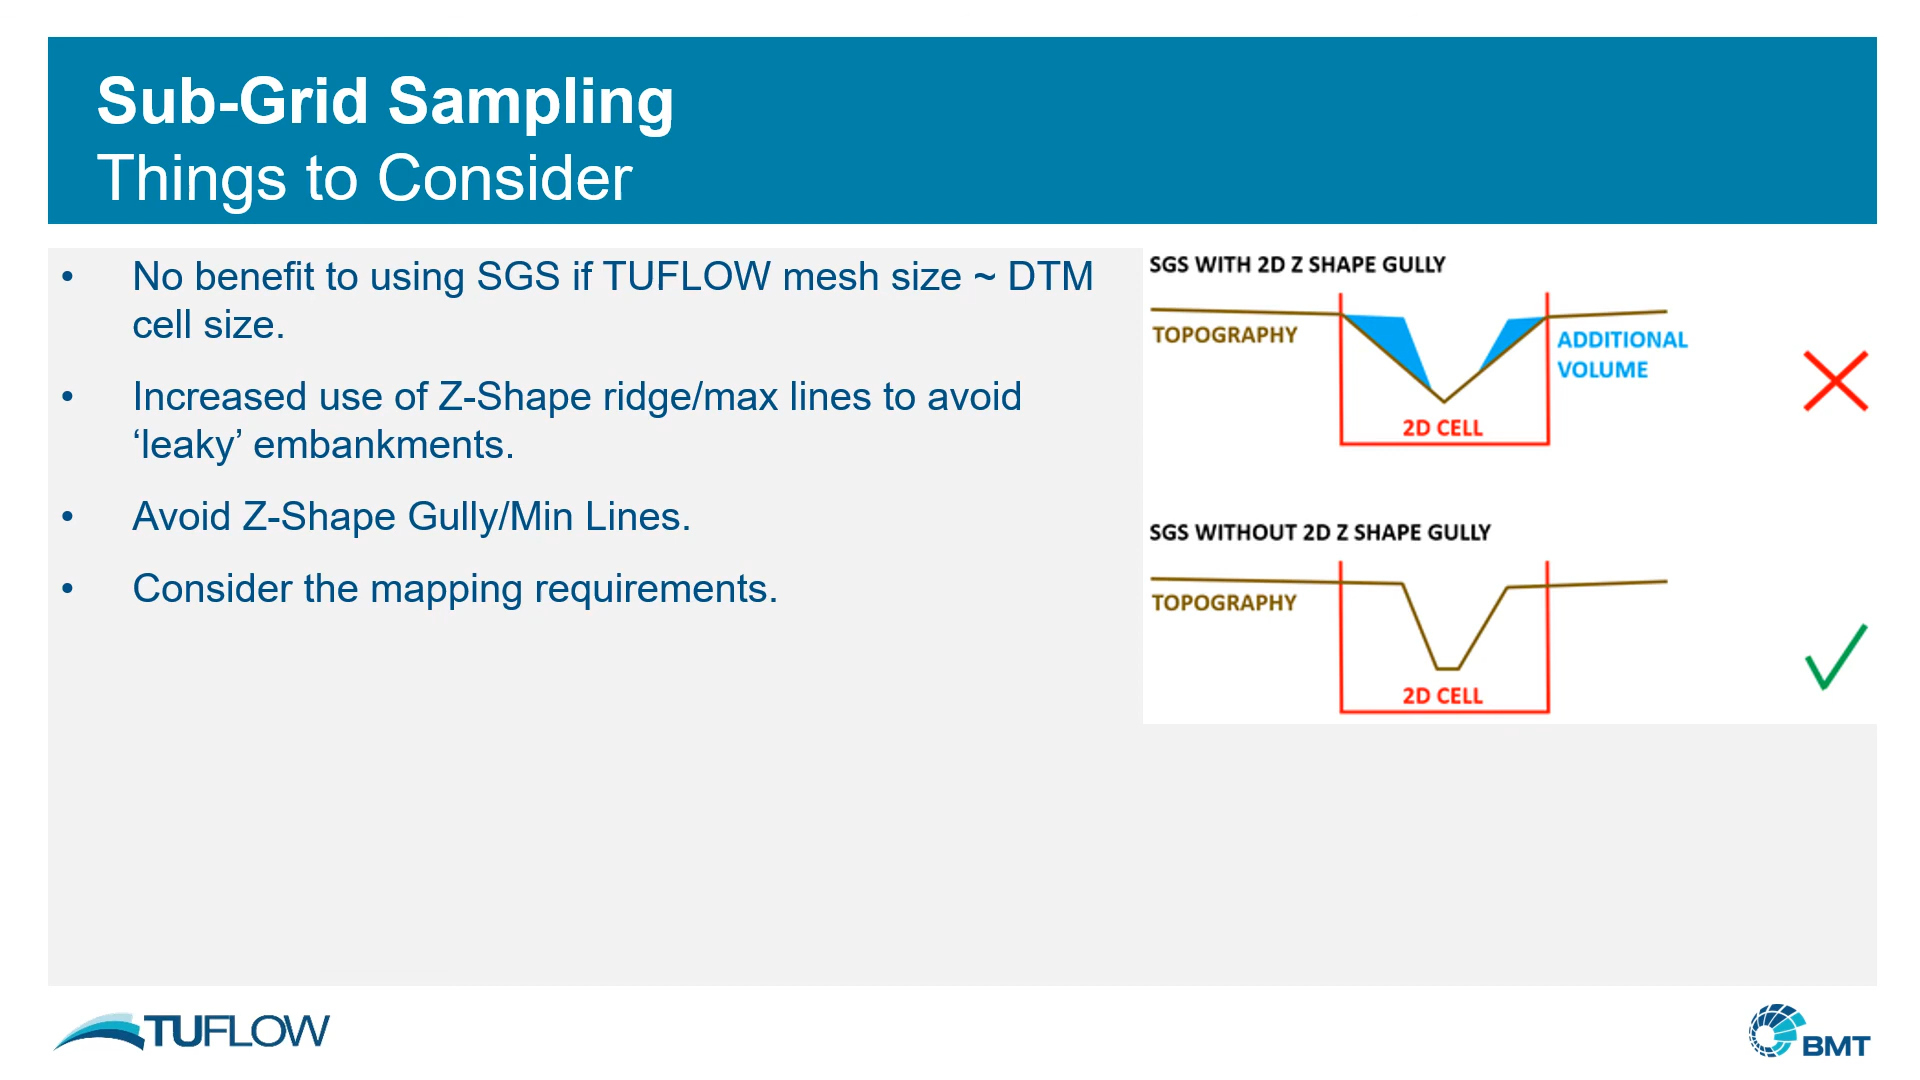 Sub-Grid Sampling
Things to Consider
• No benefit to using SGS if TUFLOW mesh size ~ DTM
cell size.
• Increased use of Z-Shape ridge/max lines to avoid
‘leaky’ embankments.
• Avoid Z-Shape Gully/Min Lines.
• Consider the mapping requirements.
SGS WITH 2D Z SHAPE GULLY
TOPOGRAPHY
ADDITIONAL
VOLUME
2D CELL
SGS WITHOUT 2D Z SHAPE GULLY
TOPOGRAPHY
2D CELL
TUFLOW
BMT